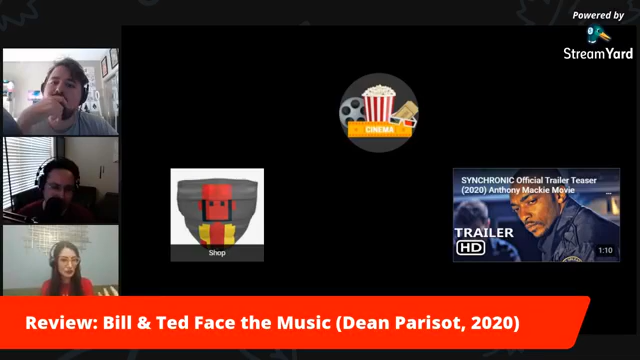 Powered by
StreamYard
CINEMA
SYNCHRONIC Official Trailer Teaser
(2020) Anthony Mackie Movie
TRAILER
HD
1:10
Shop
Review: Bill & Ted Face the Music (Dean Parisot, 2020)